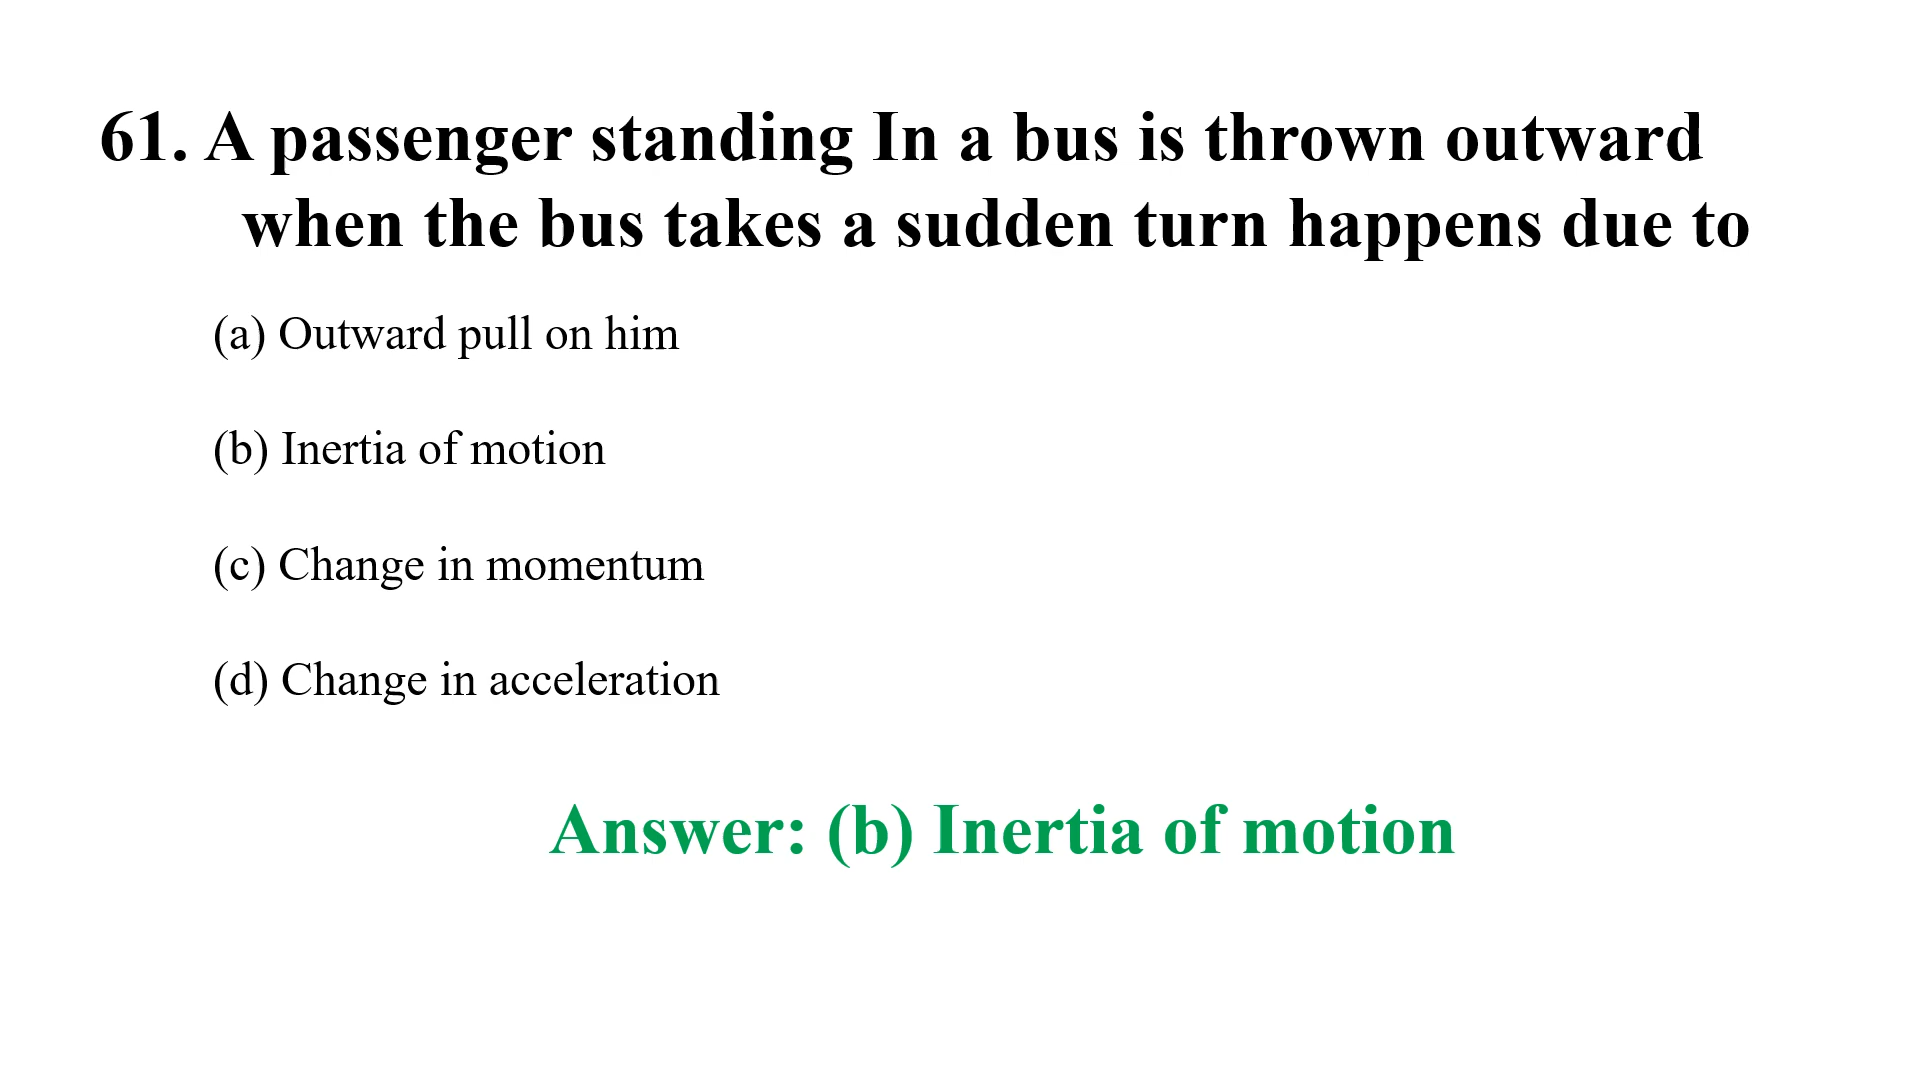 61. A passenger standing In a bus is thrown outward
when the bus takes a sudden turn happens due to
(a) Outward pull on him
(b) Inertia of motion
(c) Change in momentum
(d) Change in acceleration
Answer: (b) Inertia of motion